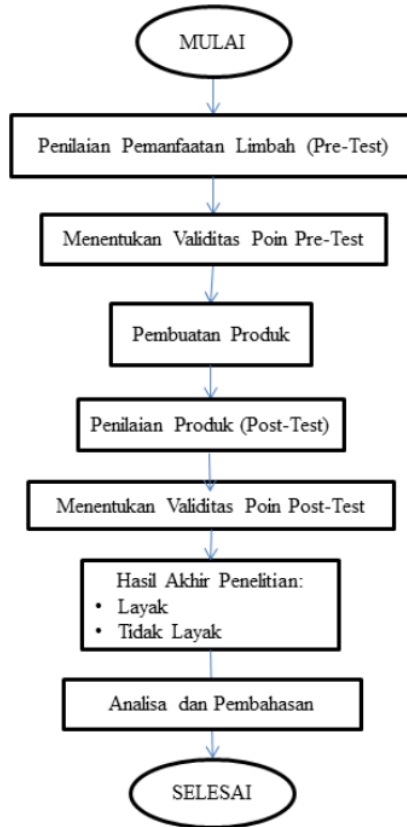 MULAI
Penilaian Pemanfaatan Limbah (Pre-Test)
Menentukan Validitas Poin Pre-Test
Pembuatan Produk
Penilaian Produk (Post-Test)
Menentukan Validitas Poin Post-Test
Hasil Akhir Penelitian:
• Layak
• Tidak Layak
Analisa dan Pembahasan
SELESAI